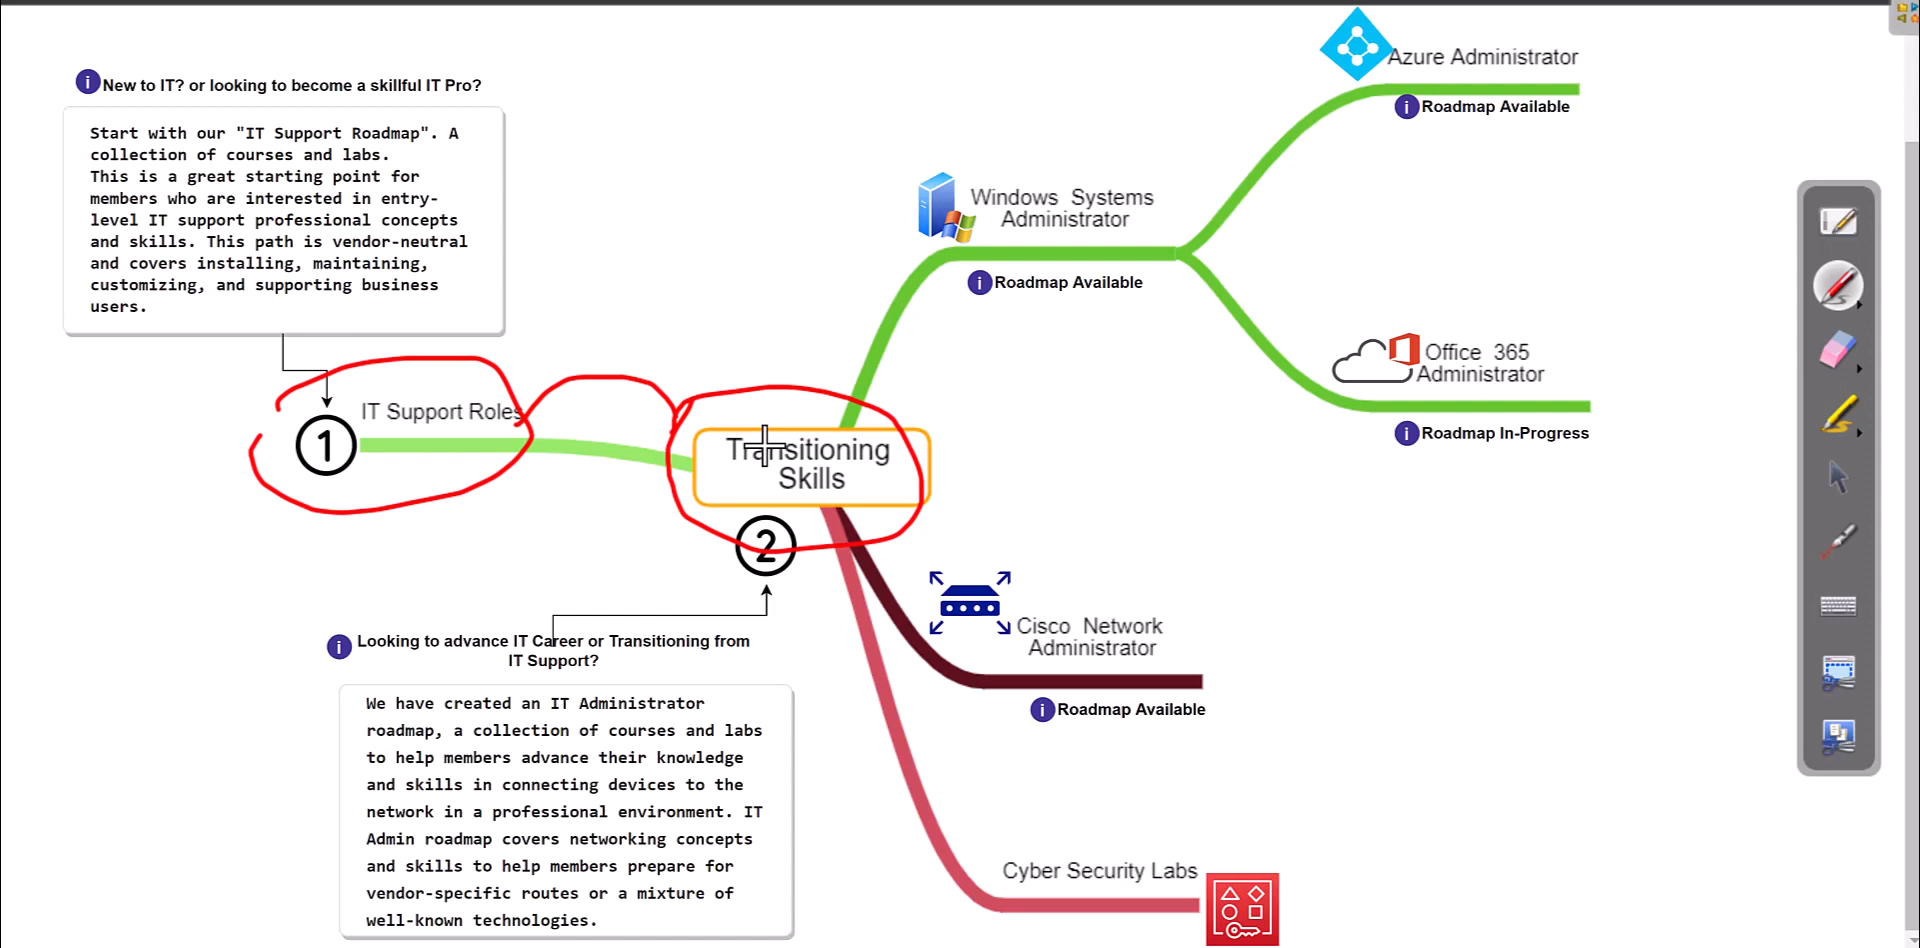 New to IT? or looking to become a skillful IT Pro?
Start with our "IT Support Roadmap". A
collection of courses and labs.
This is a great starting point for
members who are interested in entry-
level IT support professional concepts
and skills. This path is vendor-neutral
and covers installing, maintaining,
customizing, and supporting business
users.
1
IT Support Roles
Transitioning
Skills
2
Looking to advance IT Career or Transitioning from
IT Support?
We have created an IT Administrator
roadmap, a collection of courses and labs
to help members advance their knowledge
and skills in connecting devices to the
network in a professional environment. IT
Admin roadmap covers networking concepts
and skills to help members prepare for
vendor-specific routes or a mixture of
well-known technologies.
Windows Systems
Administrator
Roadmap Available
Azure Administrator
Roadmap Available
Office 365
Administrator
Roadmap In-Progress
Cisco Network
Administrator
Roadmap Available
Cyber Security Labs